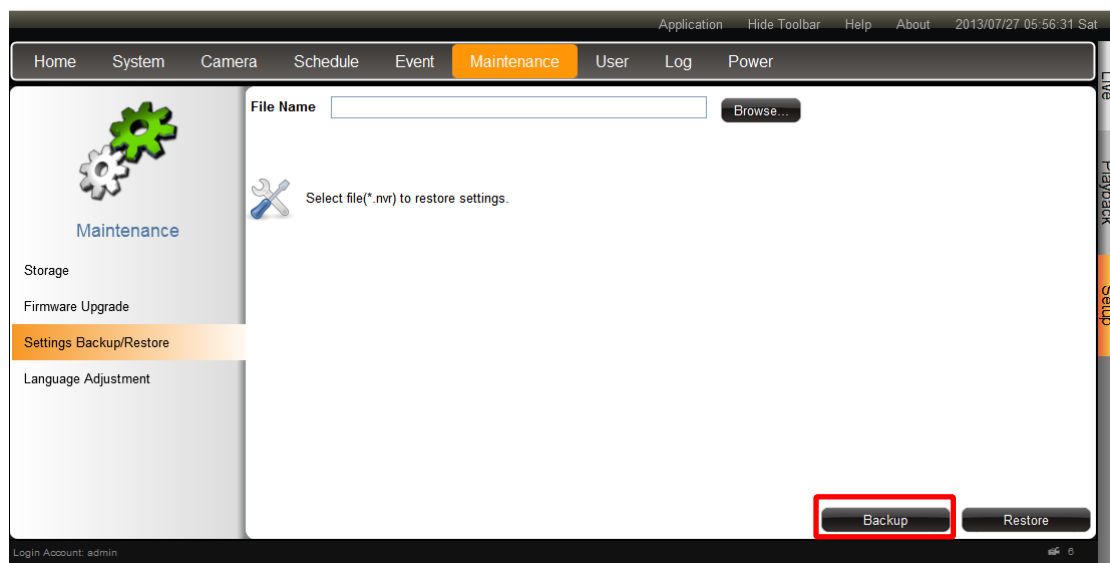 Application Hide Toolbar Help About 2013/07/27 05:56:31 Sat
Home System Camera Schedule Event Maintenance User Log Power
Live
Playback
Setup
Maintenance
Storage
Firmware Upgrade
Settings Backup/Restore
Language Adjustment
File Name Browse...
Select file(*.nvr) to restore settings.
Backup Restore
Login Account: admin 6